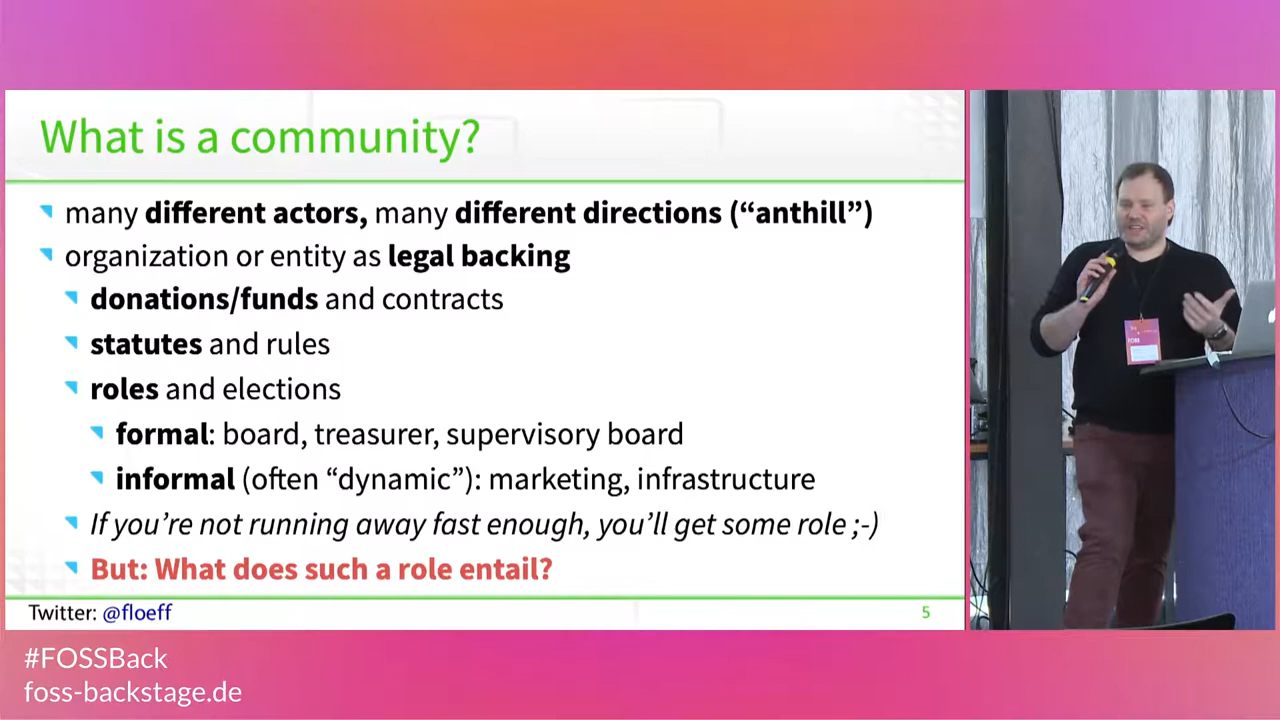 What is a community?
many different actors, many different directions (“anthill”)
organization or entity as legal backing
donations/funds and contracts
statutes and rules
roles and elections
formal: board, treasurer, supervisory board
informal (often “dynamic”): marketing, infrastructure
If you’re not running away fast enough, you’ll get some role ;-)
But: What does such a role entail?
Twitter: @floeff
5
#FOSSBack
foss-backstage.de